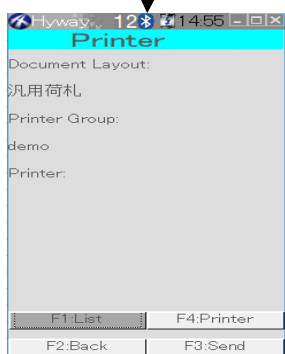 Hyway 12 14:55
Printer
Document Layout:
汎用荷札
Printer Group:
demo
Printer:
F1:List F4:Printer
F2:Back F3:Send